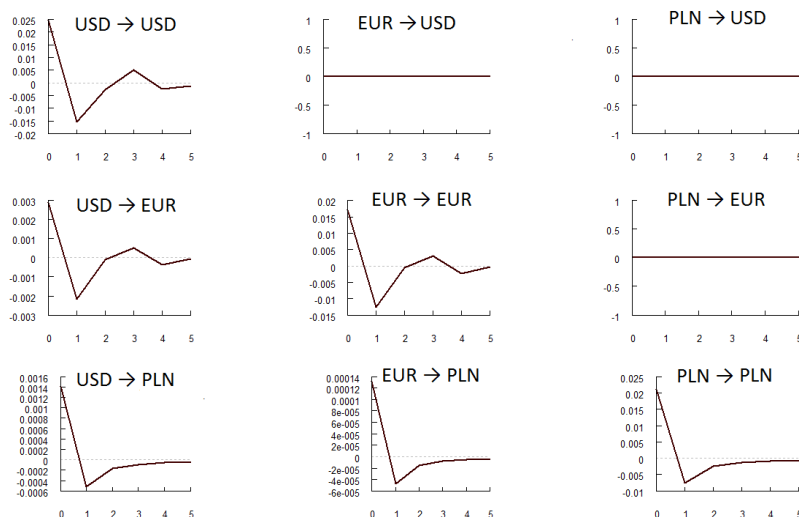 USD → USD
0.025
0.02
0.015
0.01
0.005
0
-0.005
-0.01
-0.015
-0.02
0 1 2 3 4 5
EUR → USD
1
0.5
0
-0.5
-1
0 1 2 3 4 5
PLN → USD
1
0.5
0
-0.5
-1
0 1 2 3 4 5
USD → EUR
0.003
0.002
0.001
0
-0.001
-0.002
-0.003
0 1 2 3 4 5
EUR → EUR
0.02
0.015
0.01
0.005
0
-0.005
-0.01
-0.015
0 1 2 3 4 5
PLN → EUR
1
0.5
0
-0.5
-1
0 1 2 3 4 5
USD → PLN
0.0016
0.0014
0.0012
0.001
0.0008
0.0006
0.0004
0.0002
0
-0.0002
-0.0004
-0.0006
0 1 2 3 4 5
EUR → PLN
0.00014
0.00012
0.0001
8e-005
6e-005
4e-005
2e-005
0
-2e-005
-4e-005
-6e-005
0 1 2 3 4 5
PLN → PLN
0.025
0.02
0.015
0.01
0.005
0
-0.005
-0.01
0 1 2 3 4 5